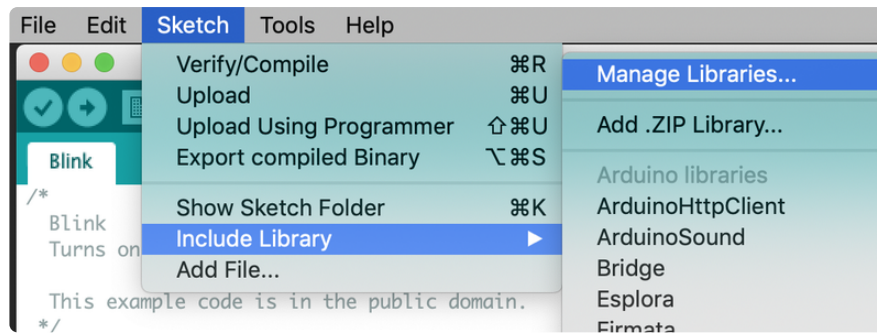 File Edit Sketch Tools Help
Verify/Compile ⌘R
Upload ⌘U
Upload Using Programmer ⇧⌘U
Export compiled Binary ⌥⌘S
Show Sketch Folder ⌘K
Include Library ▶
Add File...
Manage Libraries...
Add .ZIP Library...
Arduino libraries
ArduinoHttpClient
ArduinoSound
Bridge
Esplora
Firmata
Blink
/*
Blink
Turns on
This example code is in the public domain.
*/